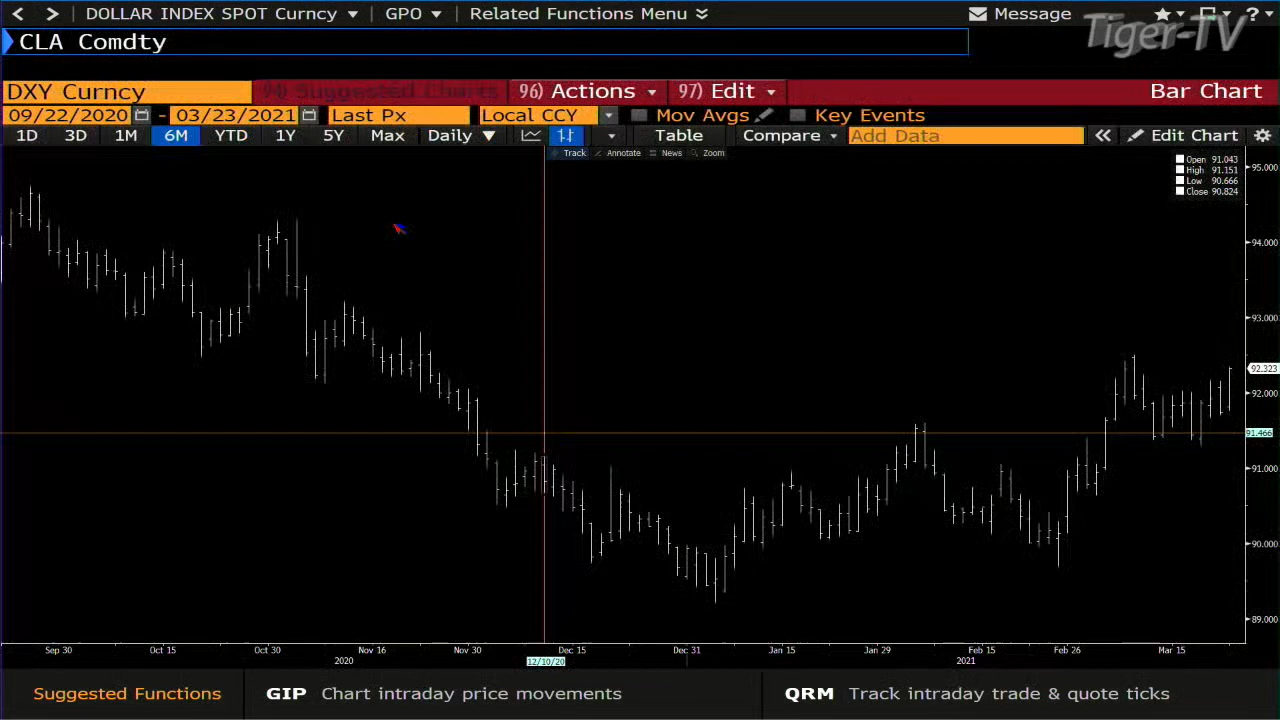 DOLLAR INDEX SPOT Curncy GPO Related Functions Menu Message ?
Tiger-TV
CLA Comdty
DXY Curncy 94) Suggested Charts 96) Actions 97) Edit Bar Chart
09/22/2020 - 03/23/2021 Last Px Local CCY Mov Avgs Key Events
1D 3D 1M 6M YTD 1Y 5Y Max Daily Table Compare Add Data Edit Chart
Track Annotate News Zoom
Open 91.043
High 91.151
Low 90.666
Close 90.824
95.000
94.000
93.000
92.323
92.000
91.466
91.000
90.000
89.000
Sep 30 Oct 15 Oct 30 Nov 16 Nov 30 Dec 15 Dec 31 Jan 15 Jan 29 Feb 15 Feb 26 Mar 15
2020 12/10/20 2021
Suggested Functions GIP Chart intraday price movements QRM Track intraday trade & quote ticks